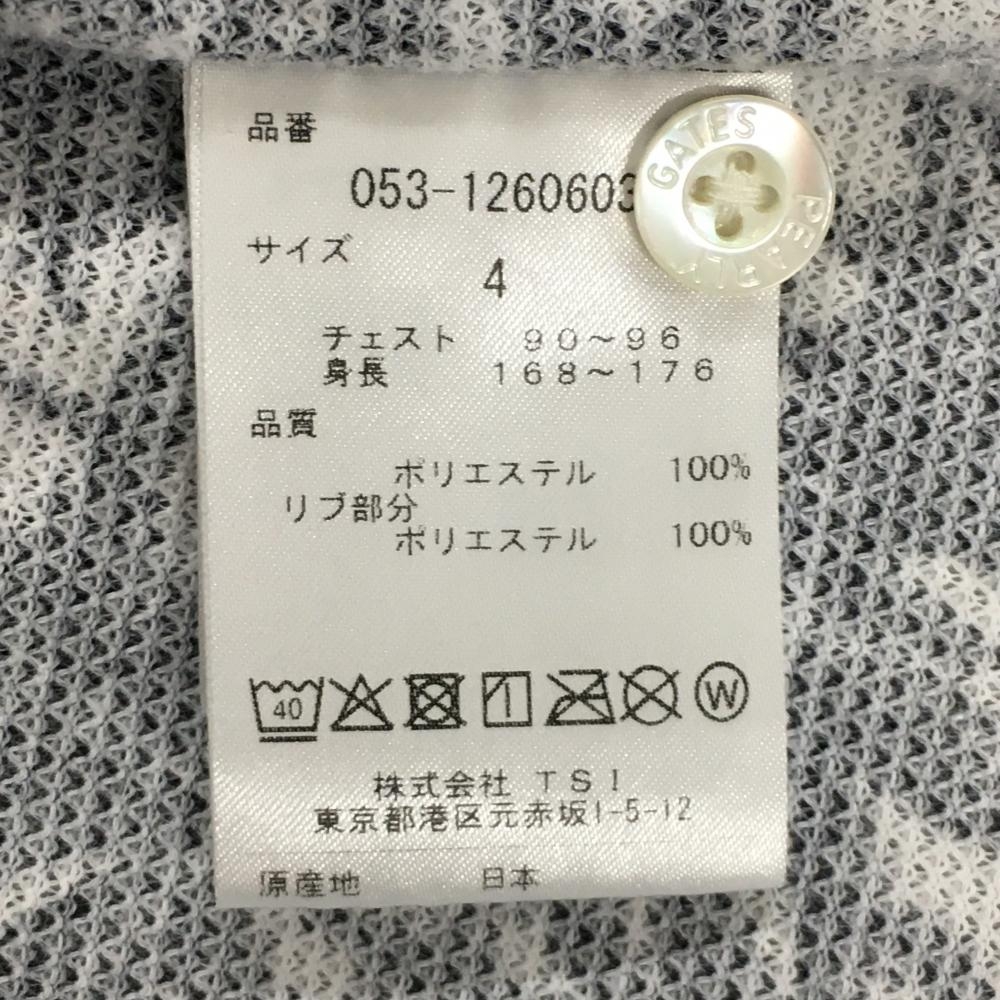 品番
053-1260603
サイズ
4
チェスト 90～96
身長 168～176
品質
ポリエステル 100%
リブ部分
ポリエステル 100%
40
W
株式会社 TSI
東京都港区元赤坂1-5-12
原産地 日本
GATES
PEARLY